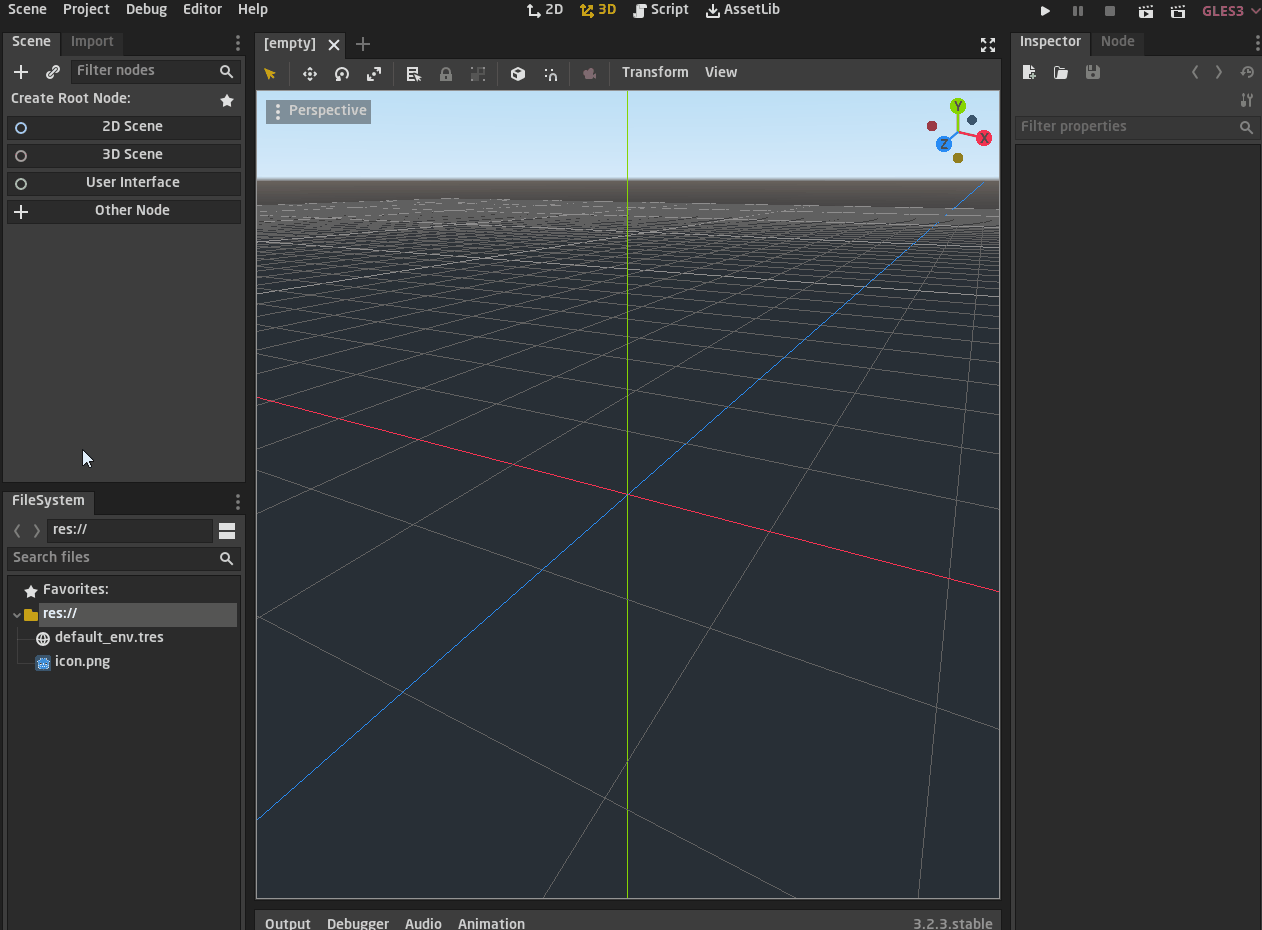 Scene Project Debug Editor Help 2D 3D Script AssetLib GLES3
Scene Import
[empty]
Inspector Node
Filter nodes
Transform View
Create Root Node:
2D Scene
3D Scene
User Interface
Other Node
Perspective
Y
X
Z
Filter properties
FileSystem
res://
Search files
Favorites:
res://
default_env.tres
icon.png
Output Debugger Audio Animation 3.2.3.stable